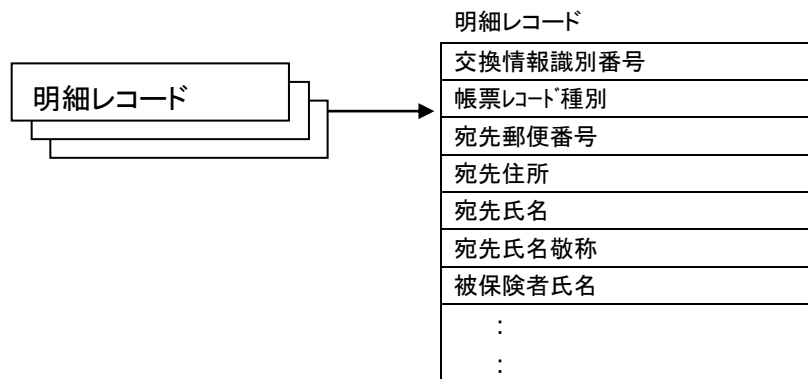 明細レコード
明細レコード
交換情報識別番号
帳票ﾚｺｰﾄﾞ種別
宛先郵便番号
宛先住所
宛先氏名
宛先氏名敬称
被保険者氏名
:
: